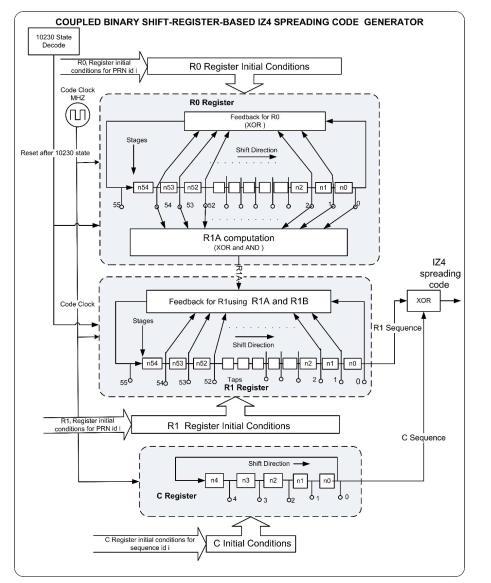 COUPLED BINARY SHIFT-REGISTER-BASED IZ4 SPREADING CODE GENERATOR
10230 State
Decode
R0, Register initial
conditions for PRN id i
R0 Register Initial Conditions
Code Clock
MHZ
R0 Register
Feedback for R0
(XOR )
Reset after 10230 state
Stages
Shift Direction
n54 n53 n52 n2 n1 n0
55 54 53 52 2 1 0
R1A computation
(XOR and AND )
R1A
IZ4
spreading
code
XOR
Code Clock
Feedback for R1using R1A and R1B
R1 Sequence
Stages
Shift Direction
n54 n53 n52 n2 n1 n0
55 54 53 52 Taps 2 1 0
R1 Register
R1, Register initial
conditions for PRN id i
R1 Register Initial Conditions
C Sequence
Shift Direction
n4 n3 n2 n1 n0
4 3 2 1 0
C Register
C Register initial conditions for
sequence id i
C Initial Conditions